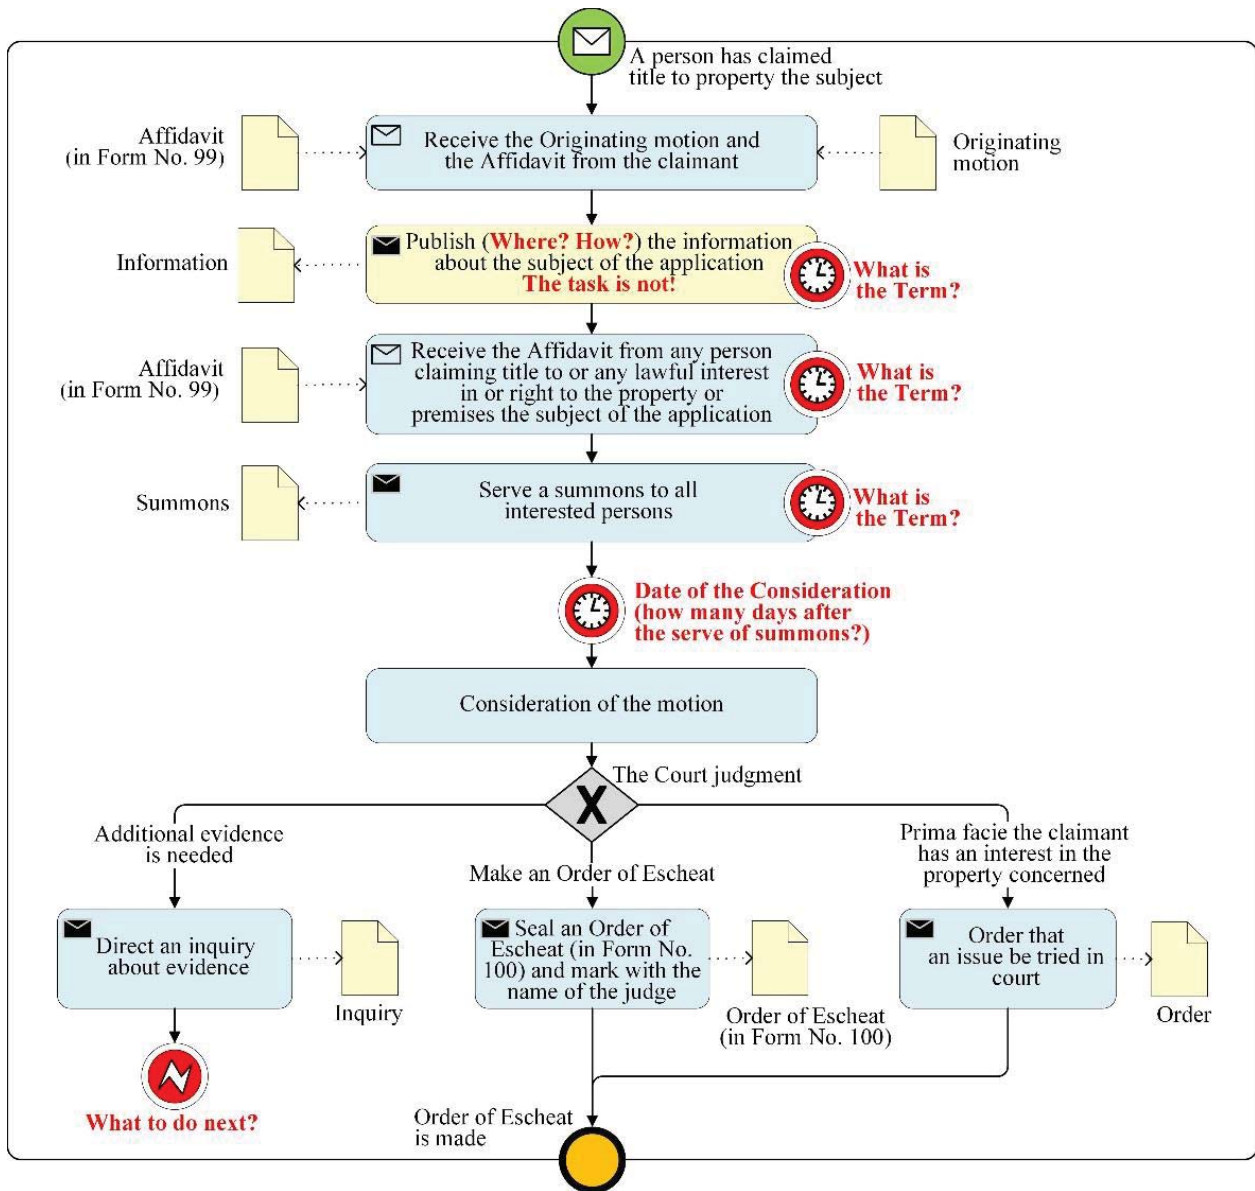 A person has claimed
title to property the subject
Affidavit
(in Form No. 99)
Receive the Originating motion and
the Affidavit from the claimant
Originating
motion
Information
Publish (Where? How?) the information
about the subject of the application
The task is not!
What is
the Term?
Affidavit
(in Form No. 99)
Receive the Affidavit from any person
claiming title to or any lawful interest
in or right to the property or
premises the subject of the application
What is
the Term?
Summons
Serve a summons to all
interested persons
What is
the Term?
Date of the Consideration
(how many days after
the serve of summons?)
Consideration of the motion
The Court judgment
X
Additional evidence
is needed
Make an Order of Escheat
Prima facie the claimant
has an interest in the
property concerned
Direct an inquiry
about evidence
Inquiry
Seal an Order of
Escheat (in Form No.
100) and mark with the
name of the judge
Order of Escheat
(in Form No. 100)
Order that
an issue be tried in
court
Order
What to do next?
Order of Escheat
is made